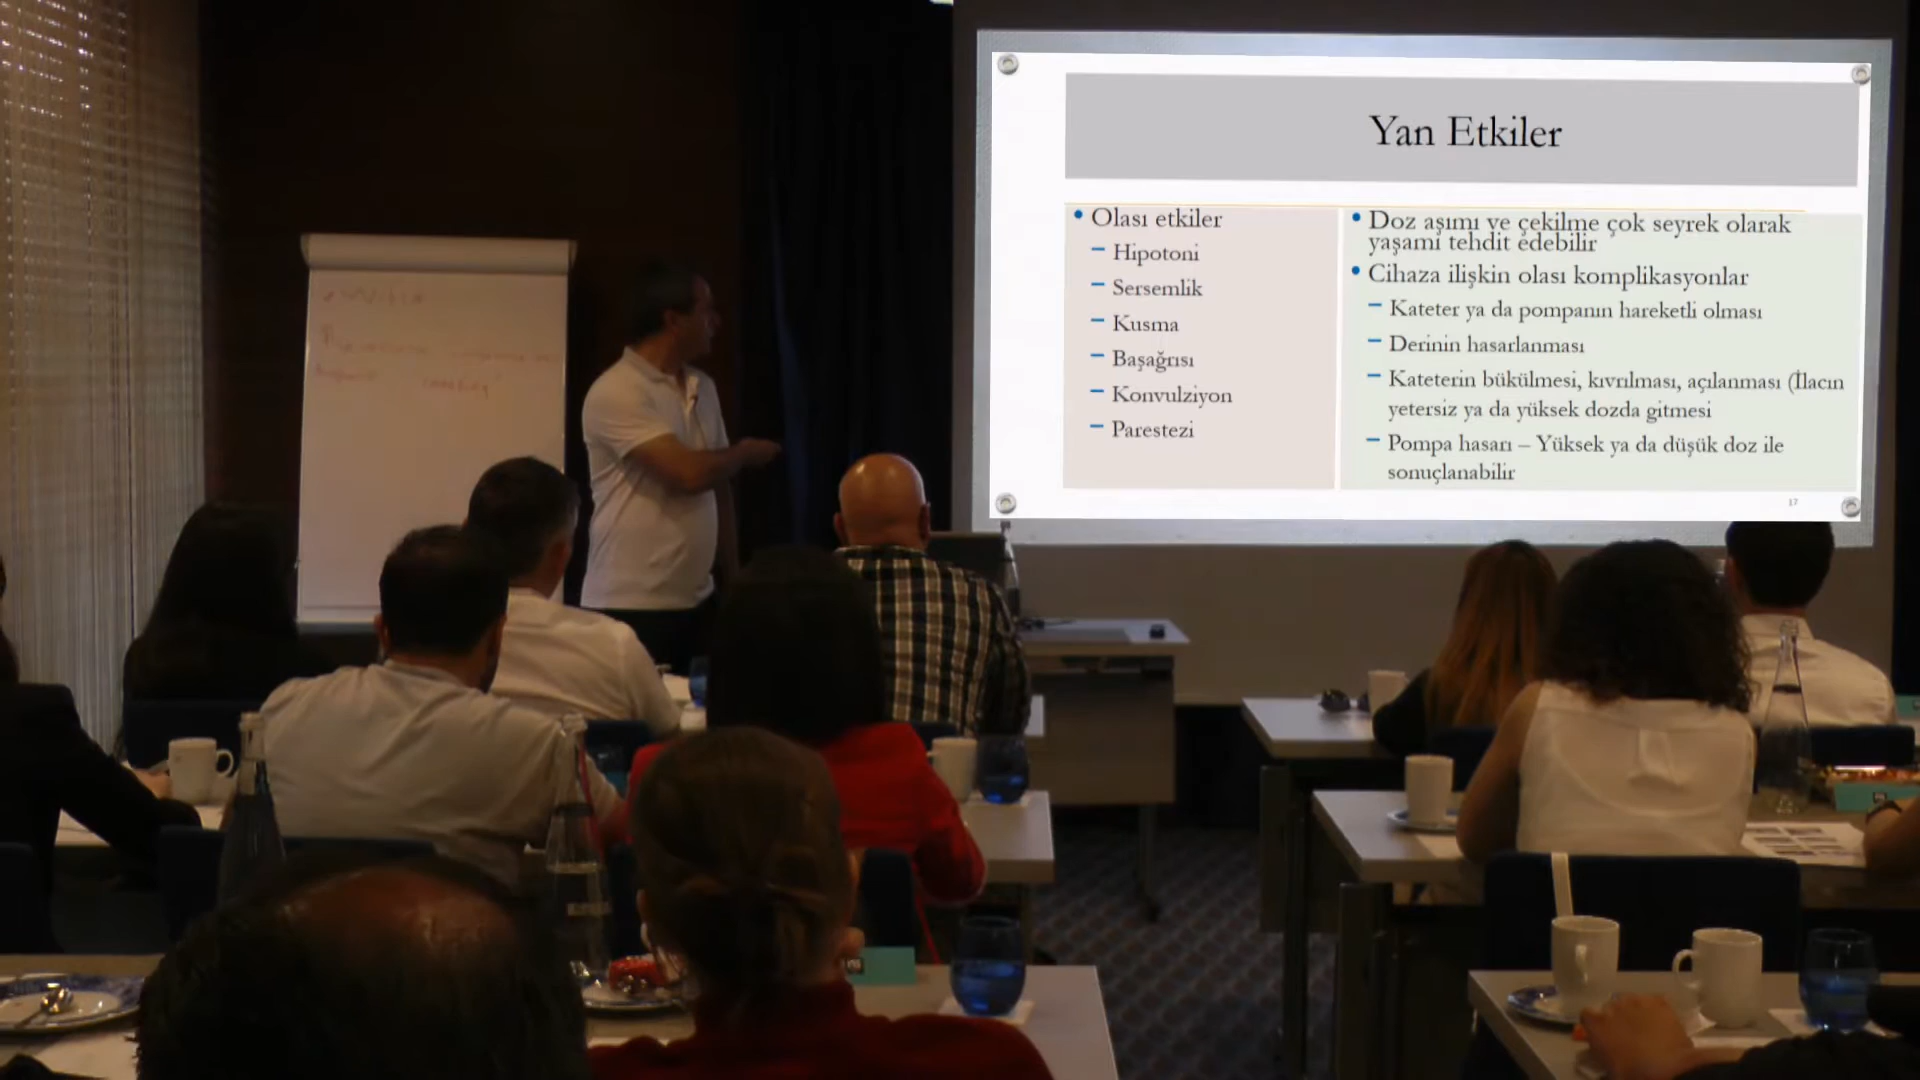 Yan Etkiler
• Olası etkiler
– Hipotoni
– Sersemlik
– Kusma
– Başağrısı
– Konvulziyon
– Parestezi
• Doz aşımı ve çekilme çok seyrek olarak
yaşamı tehdit edebilir
• Cihaza ilişkin olası komplikasyonlar
– Kateter ya da pompanın hareketli olması
– Derinin hasarlanması
– Kateterin bükülmesi, kıvrılması, açılanması (İlacın
yetersiz ya da yüksek dozda gitmesi
– Pompa hasarı – Yüksek ya da düşük doz ile
sonuçlanabilir
17